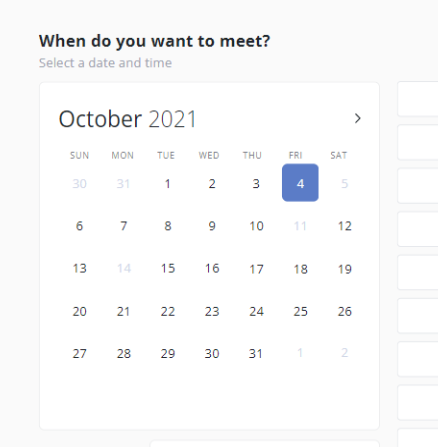 When do you want to meet?
Select a date and time
October 2021 >
SUN MON TUE WED THU FRI SAT
30 31 1 2 3 4 5
6 7 8 9 10 11 12
13 14 15 16 17 18 19
20 21 22 23 24 25 26
27 28 29 30 31 1 2